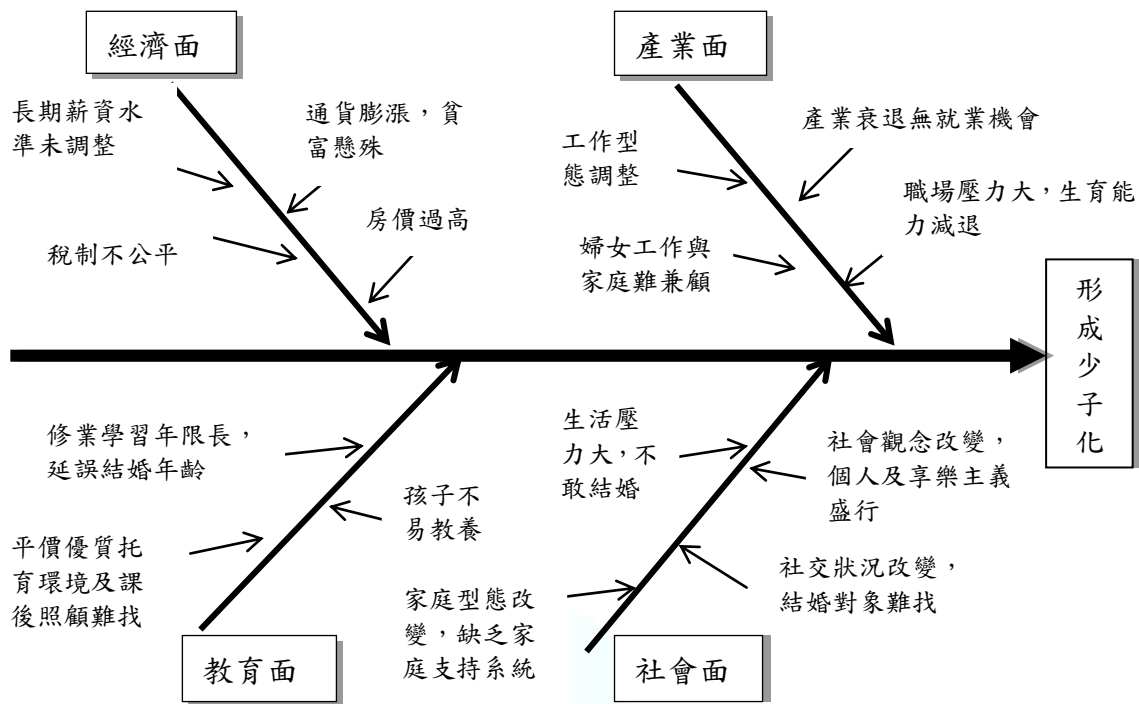 經濟面
長期薪資水
準未調整
通貨膨漲，貧
富懸殊
稅制不公平
房價過高
產業面
工作型
態調整
產業衰退無就業機會
婦女工作與
家庭難兼顧
職場壓力大，生育能
力減退
形
成
少
子
化
修業學習年限長，
延誤結婚年齡
孩子不
易教養
平價優質托
育環境及課
後照顧難找
教育面
生活壓
力大，不
敢結婚
社會觀念改變，
個人及享樂主義
盛行
家庭型態改
變，缺乏家
庭支持系統
社交狀況改變，
結婚對象難找
社會面